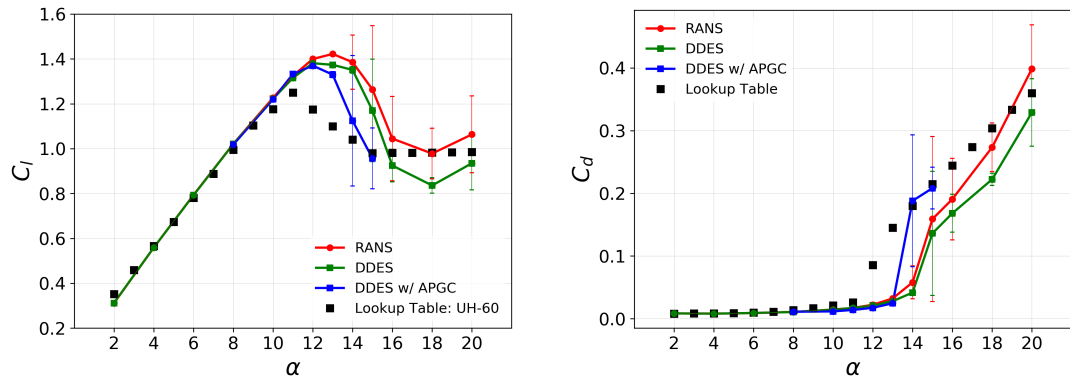 1.6
1.4
1.2
1.0
0.8
0.6
0.4
0.2
C_l
2 4 6 8 10 12 14 16 18 20
α
RANS
DDES
DDES w/ APGC
Lookup Table: UH-60
0.4
0.3
0.2
0.1
0.0
C_d
2 4 6 8 10 12 14 16 18 20
α
RANS
DDES
DDES w/ APGC
Lookup Table